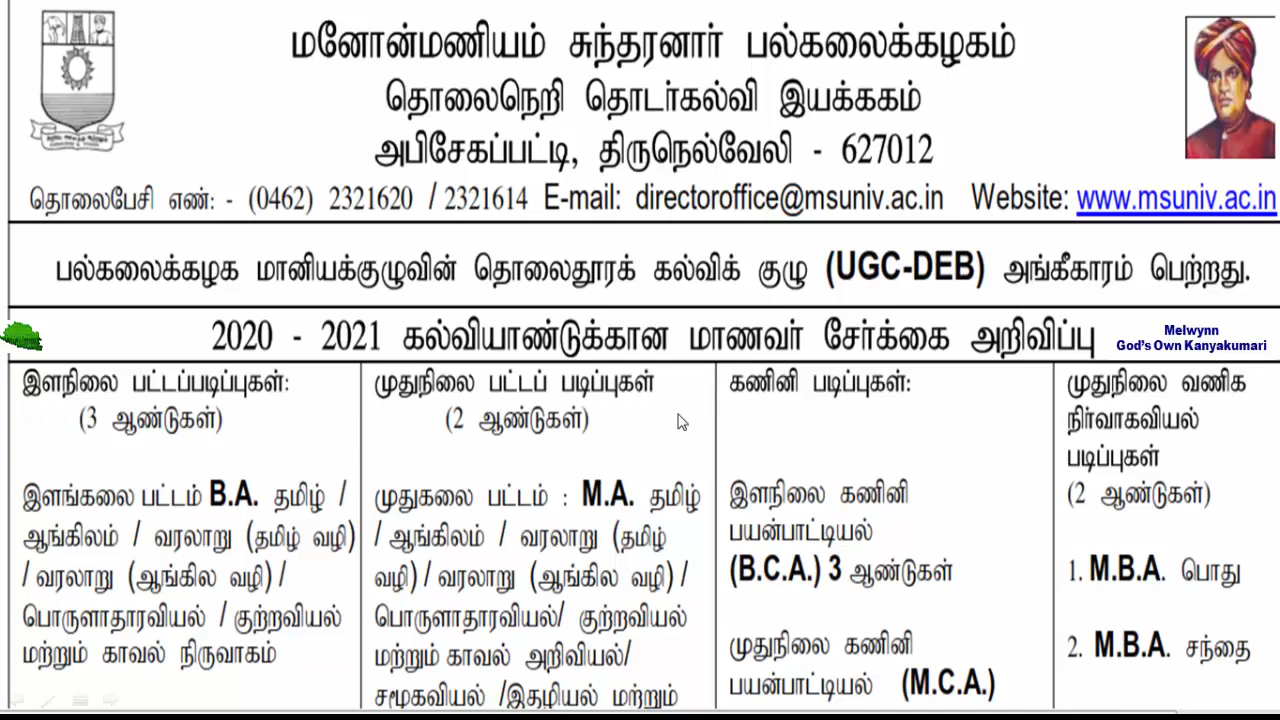 மனோன்மணியம் சுந்தரனார் பல்கலைக்கழகம்
தொலைநெறி தொடர்கல்வி இயக்ககம்
அபிசேகப்பட்டி, திருநெல்வேலி - 627012
தொலைபேசி எண்: - (0462) 2321620 / 2321614 E-mail: directoroffice@msuniv.ac.in Website: www.msuniv.ac.in
பல்கலைக்கழக மானியக்குழுவின் தொலைதூரக் கல்விக் குழு (UGC-DEB) அங்கீகாரம் பெற்றது.
2020 - 2021 கல்வியாண்டுக்கான மாணவர் சேர்க்கை அறிவிப்பு
Melwynn
God's Own Kanyakumari
இளநிலை பட்டப்படிப்புகள்:
(3 ஆண்டுகள்)
இளங்கலை பட்டம் B.A. தமிழ் /
ஆங்கிலம் / வரலாறு (தமிழ் வழி)
/ வரலாறு (ஆங்கில வழி) /
பொருளாதாரவியல் / குற்றவியல்
மற்றும் காவல் நிருவாகம்
முதுநிலை பட்டப் படிப்புகள்
(2 ஆண்டுகள்)
முதுகலை பட்டம் : M.A. தமிழ்
/ ஆங்கிலம் / வரலாறு (தமிழ்
வழி) / வரலாறு (ஆங்கில வழி) /
பொருளாதாரவியல்/ குற்றவியல்
மற்றும் காவல் அறிவியல்/
சமூகவியல் /இதழியல் மற்றும்
கணினி படிப்புகள்:
இளநிலை கணினி
பயன்பாட்டியல்
(B.C.A.) 3 ஆண்டுகள்
முதுநிலை கணினி
பயன்பாட்டியல் (M.C.A.)
முதுநிலை வணிக
நிர்வாகவியல்
படிப்புகள்
(2 ஆண்டுகள்)
1. M.B.A. பொது
2. M.B.A. சந்தை